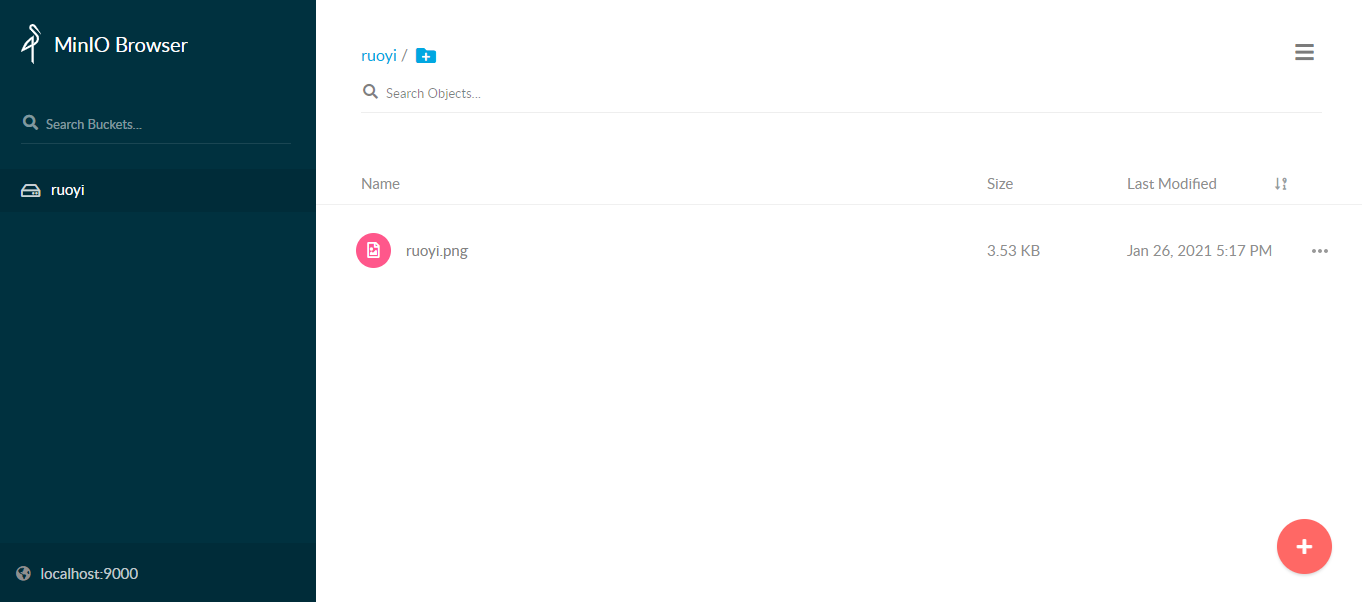 MinIO Browser
Search Buckets...
ruoyi
localhost:9000
ruoyi /
Search Objects...
Name Size Last Modified
ruoyi.png 3.53 KB Jan 26, 2021 5:17 PM